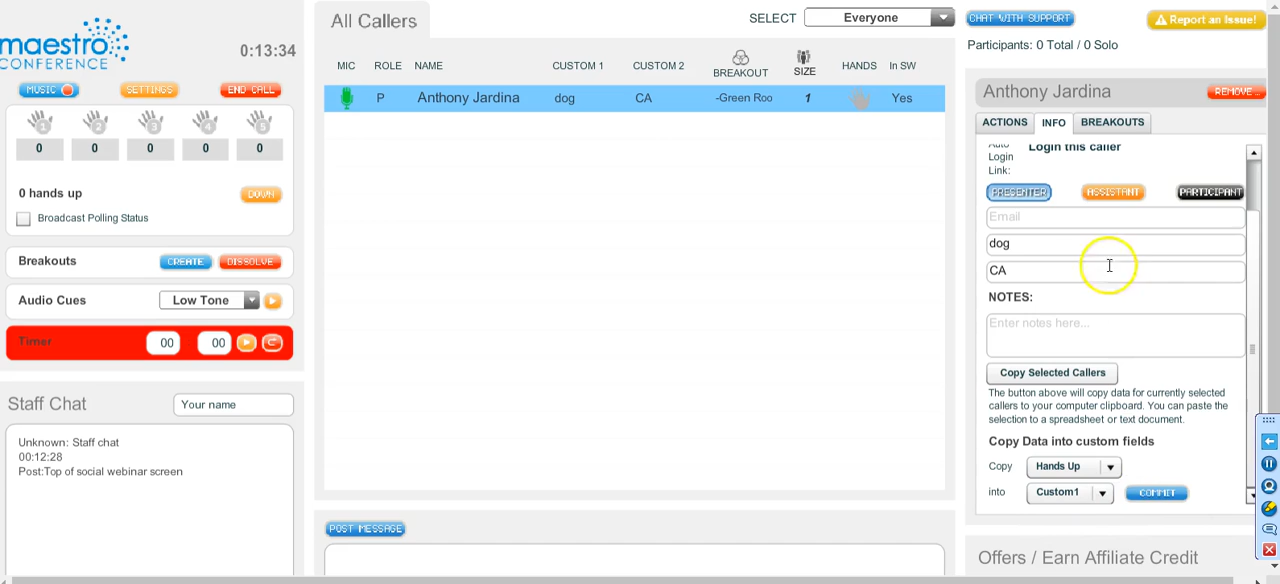 maestro
CONFERENCE
0:13:34
MUSIC
SETTINGS
END CALL
1 2 3 4 5
0 0 0 0 0
0 hands up
DOWN
Broadcast Polling Status
Breakouts
CREATE
DISSOLVE
Audio Cues
Low Tone
Timer
00
00
Staff Chat
Your name
Unknown: Staff chat
00:12:28
Post:Top of social webinar screen
All Callers
SELECT
Everyone
MIC ROLE NAME CUSTOM 1 CUSTOM 2 BREAKOUT SIZE HANDS In SW
P Anthony Jardina dog CA -Green Roo 1 Yes
POST MESSAGE
CHAT WITH SUPPORT
Report an Issue!
Participants: 0 Total / 0 Solo
Anthony Jardina
REMOVE...
ACTIONS
INFO
BREAKOUTS
Auto
Login
Link:
Login this caller
PRESENTER
ASSISTANT
PARTICIPANT
Email
dog
CA
NOTES:
Enter notes here...
Copy Selected Callers
The button above will copy data for currently selected
callers to your computer clipboard. You can paste the
selection to a spreadsheet or text document.
Copy Data into custom fields
Copy
Hands Up
into
Custom1
COMMIT
Offers / Earn Affiliate Credit